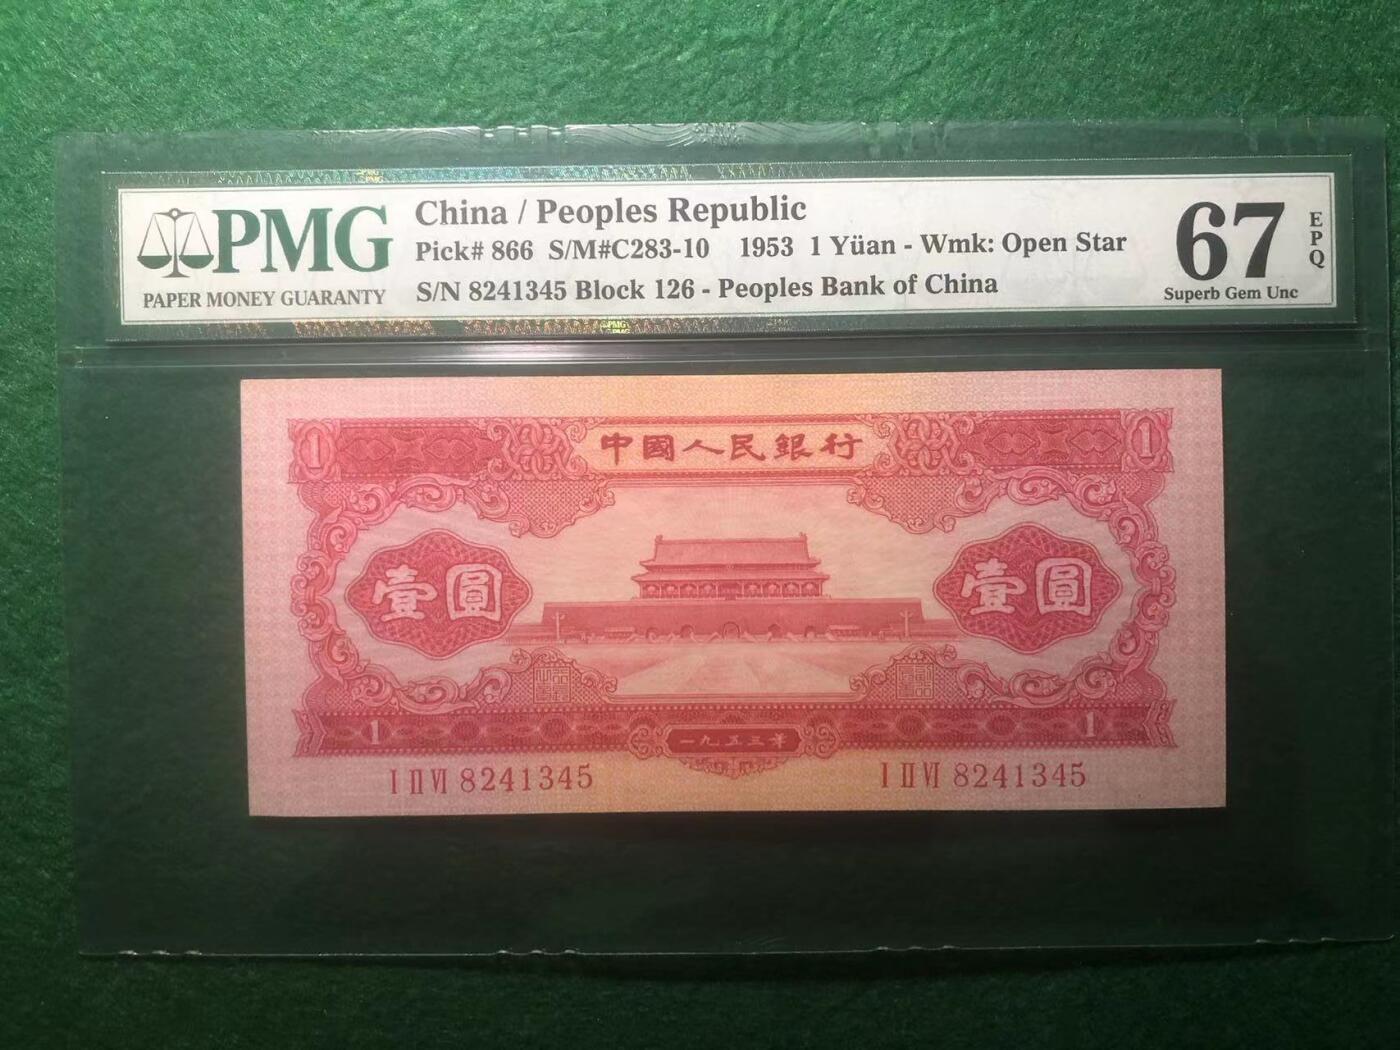 PMG
PAPER MONEY GUARANTY
China / Peoples Republic
Pick# 866 S/M#C283-10 1953 1 Yüan - Wmk: Open Star
S/N 8241345 Block 126 - Peoples Bank of China
67
EPQ
Superb Gem Unc
PMG
PMG
1
中國人民銀行
1
壹圓
壹圓
1
一九五三年
1
I II VI 8241345
I II VI 8241345